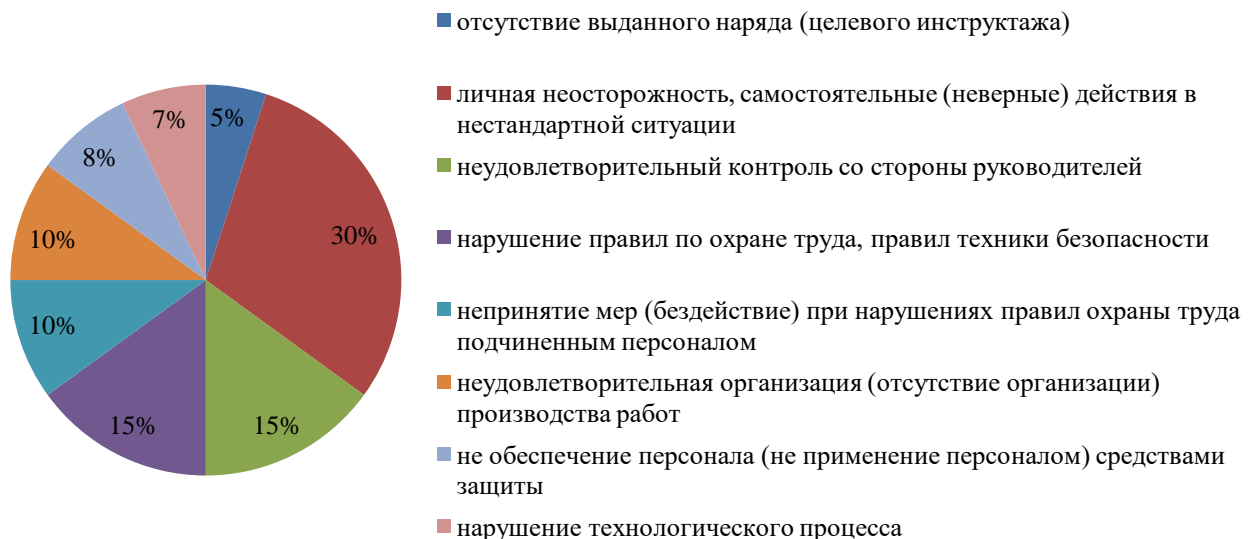 отсутствие выданного наряда (целевого инструктажа)
личная неосторожность, самостоятельные (неверные) действия в
нестандартной ситуации
неудовлетворительный контроль со стороны руководителей
нарушение правил по охране труда, правил техники безопасности
непринятие мер (бездействие) при нарушениях правил охраны труда
подчиненным персоналом
неудовлетворительная организация (отсутствие организации)
производства работ
не обеспечение персонала (не применение персоналом) средствами
защиты
нарушение технологического процесса
5%
30%
15%
15%
10%
10%
8%
7%